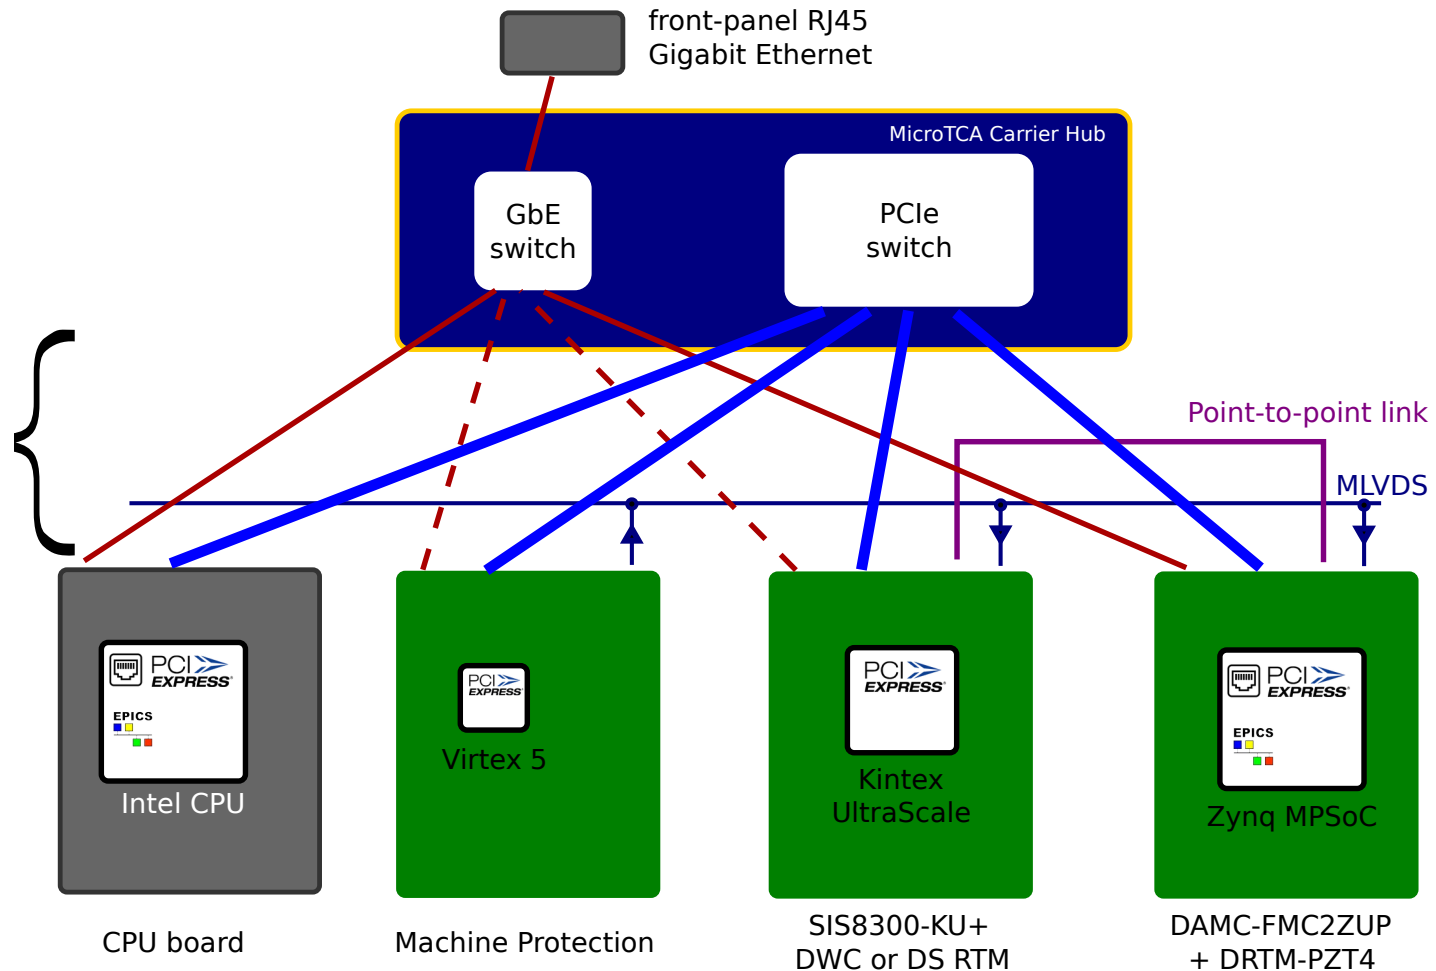 front-panel RJ45
Gigabit Ethernet
MicroTCA Carrier Hub
GbE
switch
PCIe
switch
Point-to-point link
MLVDS
PCI
EXPRESS®
EPICS
Intel CPU
PCI
EXPRESS®
Virtex 5
PCI
EXPRESS®
Kintex
UltraScale
PCI
EXPRESS®
EPICS
Zynq MPSoC
CPU board
Machine Protection
SIS8300-KU+
DWC or DS RTM
DAMC-FMC2ZUP
+ DRTM-PZT4